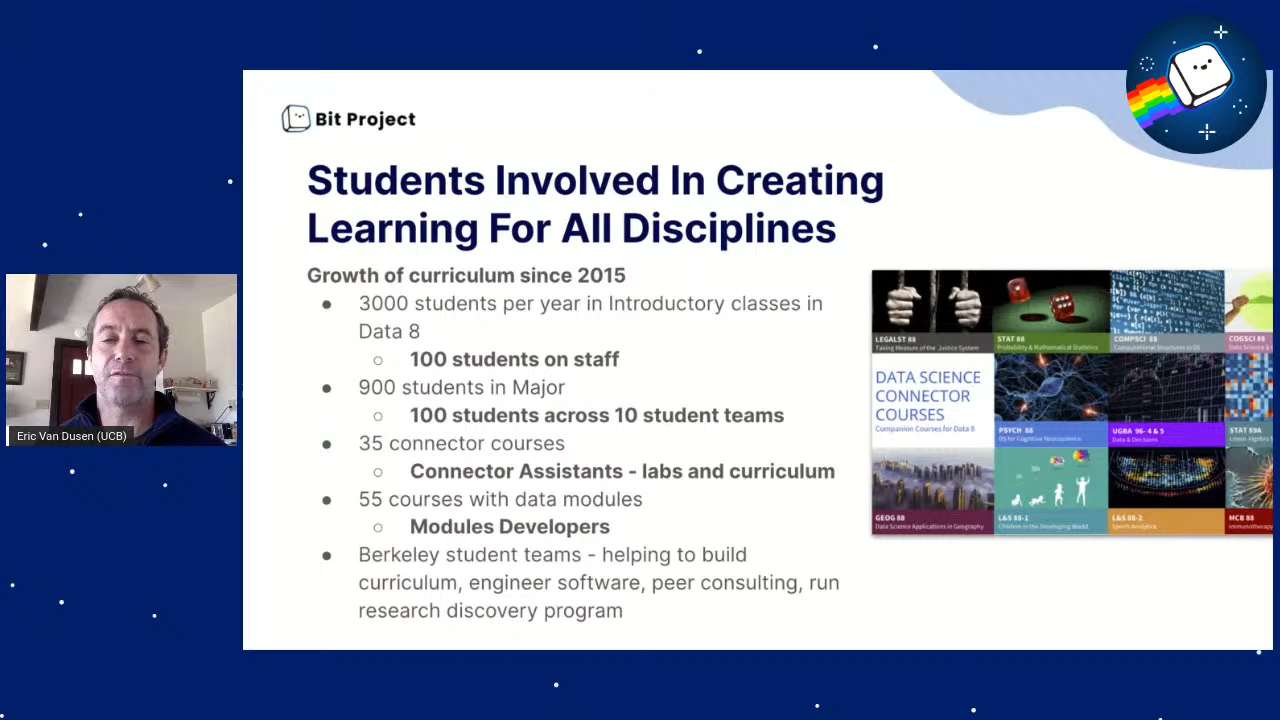 Bit Project
Students Involved In Creating
Learning For All Disciplines
Growth of curriculum since 2015
3000 students per year in Introductory classes in
Data 8
100 students on staff
900 students in Major
100 students across 10 student teams
35 connector courses
Connector Assistants - labs and curriculum
55 courses with data modules
Modules Developers
Berkeley student teams - helping to build
curriculum, engineer software, peer consulting, run
research discovery program
LEGALST 88
Taking Measure of the Justice System
STAT 88
Probability & Mathematical Statistics
COMPSCI 88
Computational Structures in DS
COGSCI 88
Data Science &
DATA SCIENCE
CONNECTOR
COURSES
Companion Courses for Data 8
PSYCH 88
DS for Cognitive Neuroscience
UGBA 96- 4 & 5
Data & Decisions
STAT 89A
Linear Algebra
GEOG 88
Data Science Applications in Geography
L&S 88-1
Children in the Developing World
L&S 88-2
Sports Analytics
MCB 88
Immunotherapy
Eric Van Dusen (UCB)